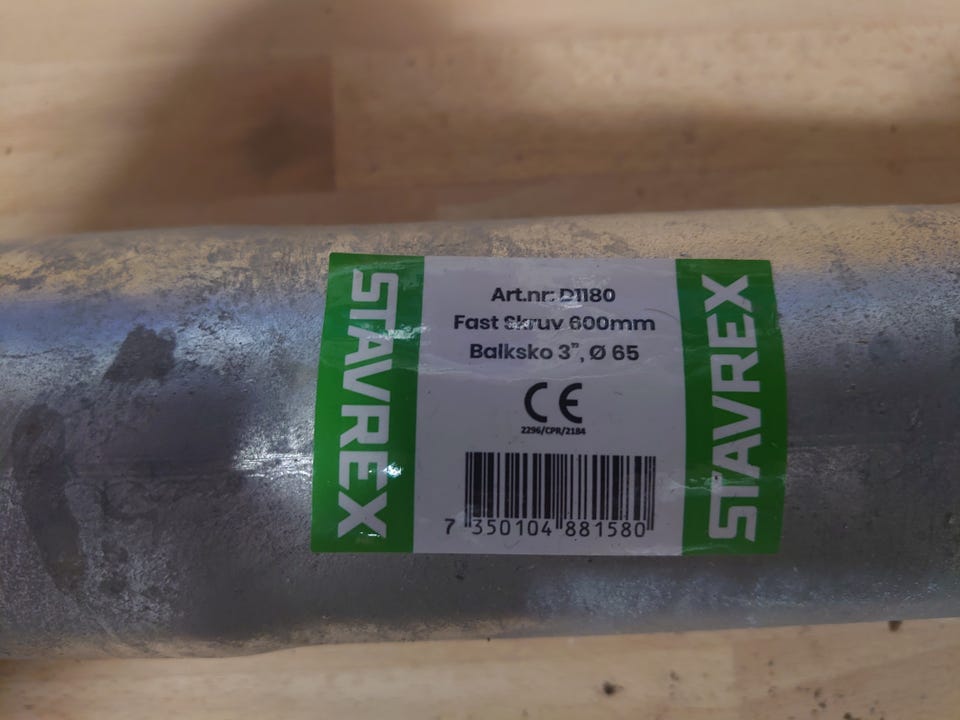 STAVREX
Art.nr: D1180
Fast Skruv 600mm
Balksko 3”, Ø 65
CE
2296/CPR/2184
7 350104 881580
STAVREX